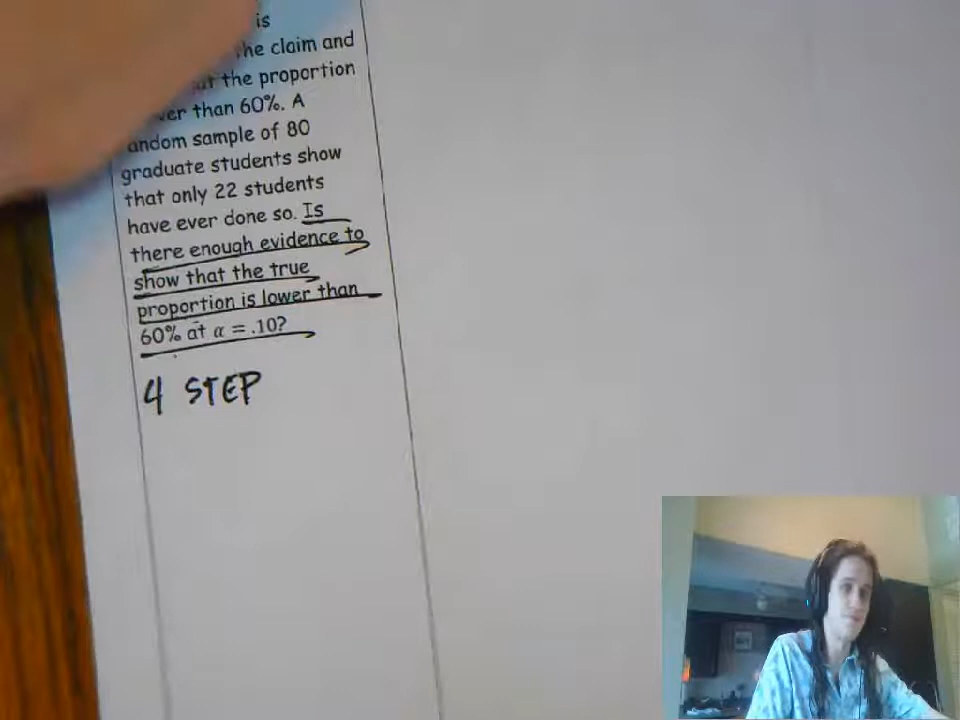 is
the claim and
the proportion
than 60%. A
random sample of 80
graduate students show
that only 22 students
have ever done so. Is
there enough evidence to
show that the true
proportion is lower than
60% at α = .10?
4 STEP